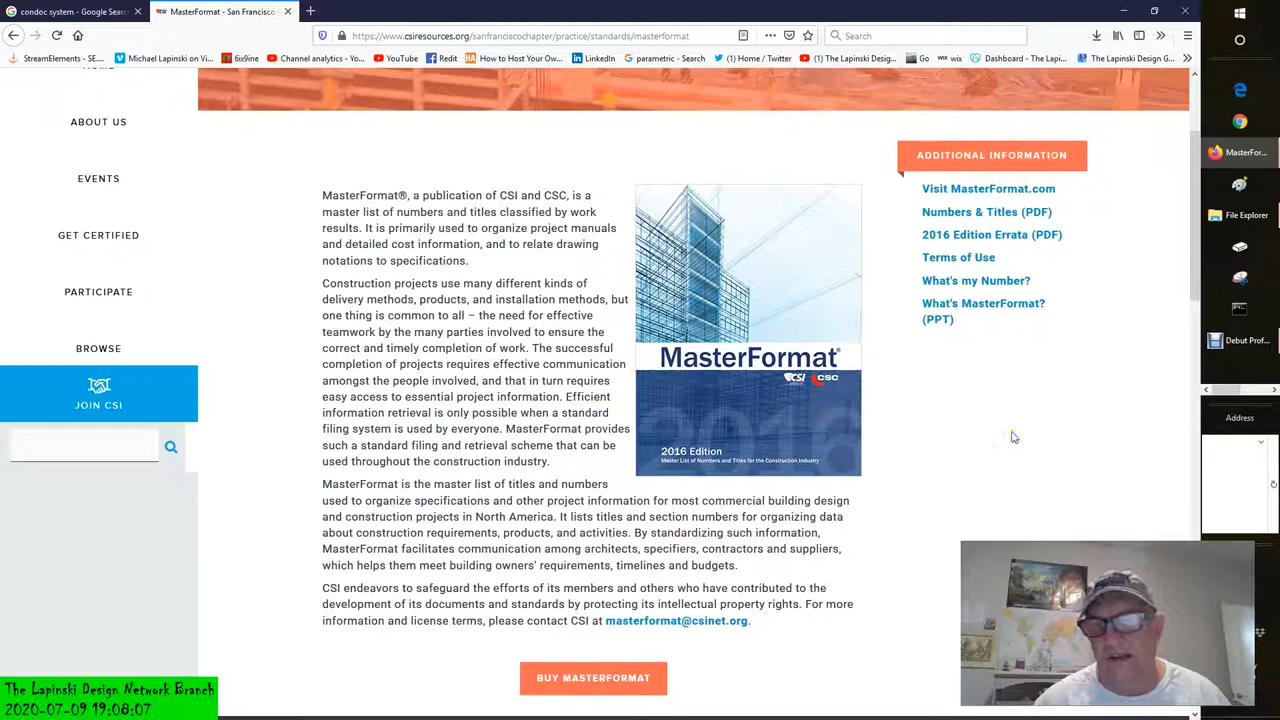 condoc system - Google Search
MasterFormat - San Francisco
https://www.csiresources.org/sanfranciscochapter/practice/standards/masterformat
Search
StreamElements - SE...
Michael Lapinski on Vi...
6ix9ine
Channel analytics - Yo...
YouTube
Redit
How to Host Your Own...
LinkedIn
parametric - Search
(1) Home / Twitter
(1) The Lapinski Desig...
Go
wix
Dashboard - The Lapi...
The Lapinski Design G...
ABOUT US
EVENTS
GET CERTIFIED
PARTICIPATE
BROWSE
JOIN CSI
MasterFormat®, a publication of CSI and CSC, is a
master list of numbers and titles classified by work
results. It is primarily used to organize project manuals
and detailed cost information, and to relate drawing
notations to specifications.
Construction projects use many different kinds of
delivery methods, products, and installation methods, but
one thing is common to all – the need for effective
teamwork by the many parties involved to ensure the
correct and timely completion of work. The successful
completion of projects requires effective communication
amongst the people involved, and that in turn requires
easy access to essential project information. Efficient
information retrieval is only possible when a standard
filing system is used by everyone. MasterFormat provides
such a standard filing and retrieval scheme that can be
used throughout the construction industry.
MasterFormat is the master list of titles and numbers
used to organize specifications and other project information for most commercial building design
and construction projects in North America. It lists titles and section numbers for organizing data
about construction requirements, products, and activities. By standardizing such information,
MasterFormat facilitates communication among architects, specifiers, contractors and suppliers,
which helps them meet building owners' requirements, timelines and budgets.
CSI endeavors to safeguard the efforts of its members and others who have contributed to the
development of its documents and standards by protecting its intellectual property rights. For more
information and license terms, please contact CSI at masterformat@csinet.org.
BUY MASTERFORMAT
MasterFormat®
CSI CSC
2016 Edition
Master List of Numbers and Titles for the Construction Industry
ADDITIONAL INFORMATION
Visit MasterFormat.com
Numbers & Titles (PDF)
2016 Edition Errata (PDF)
Terms of Use
What's my Number?
What's MasterFormat?
(PPT)
MasterFor...
File Explorer
Debut Prof...
Address
The Lapinski Design Network Branch
2020-07-09 19:08:07